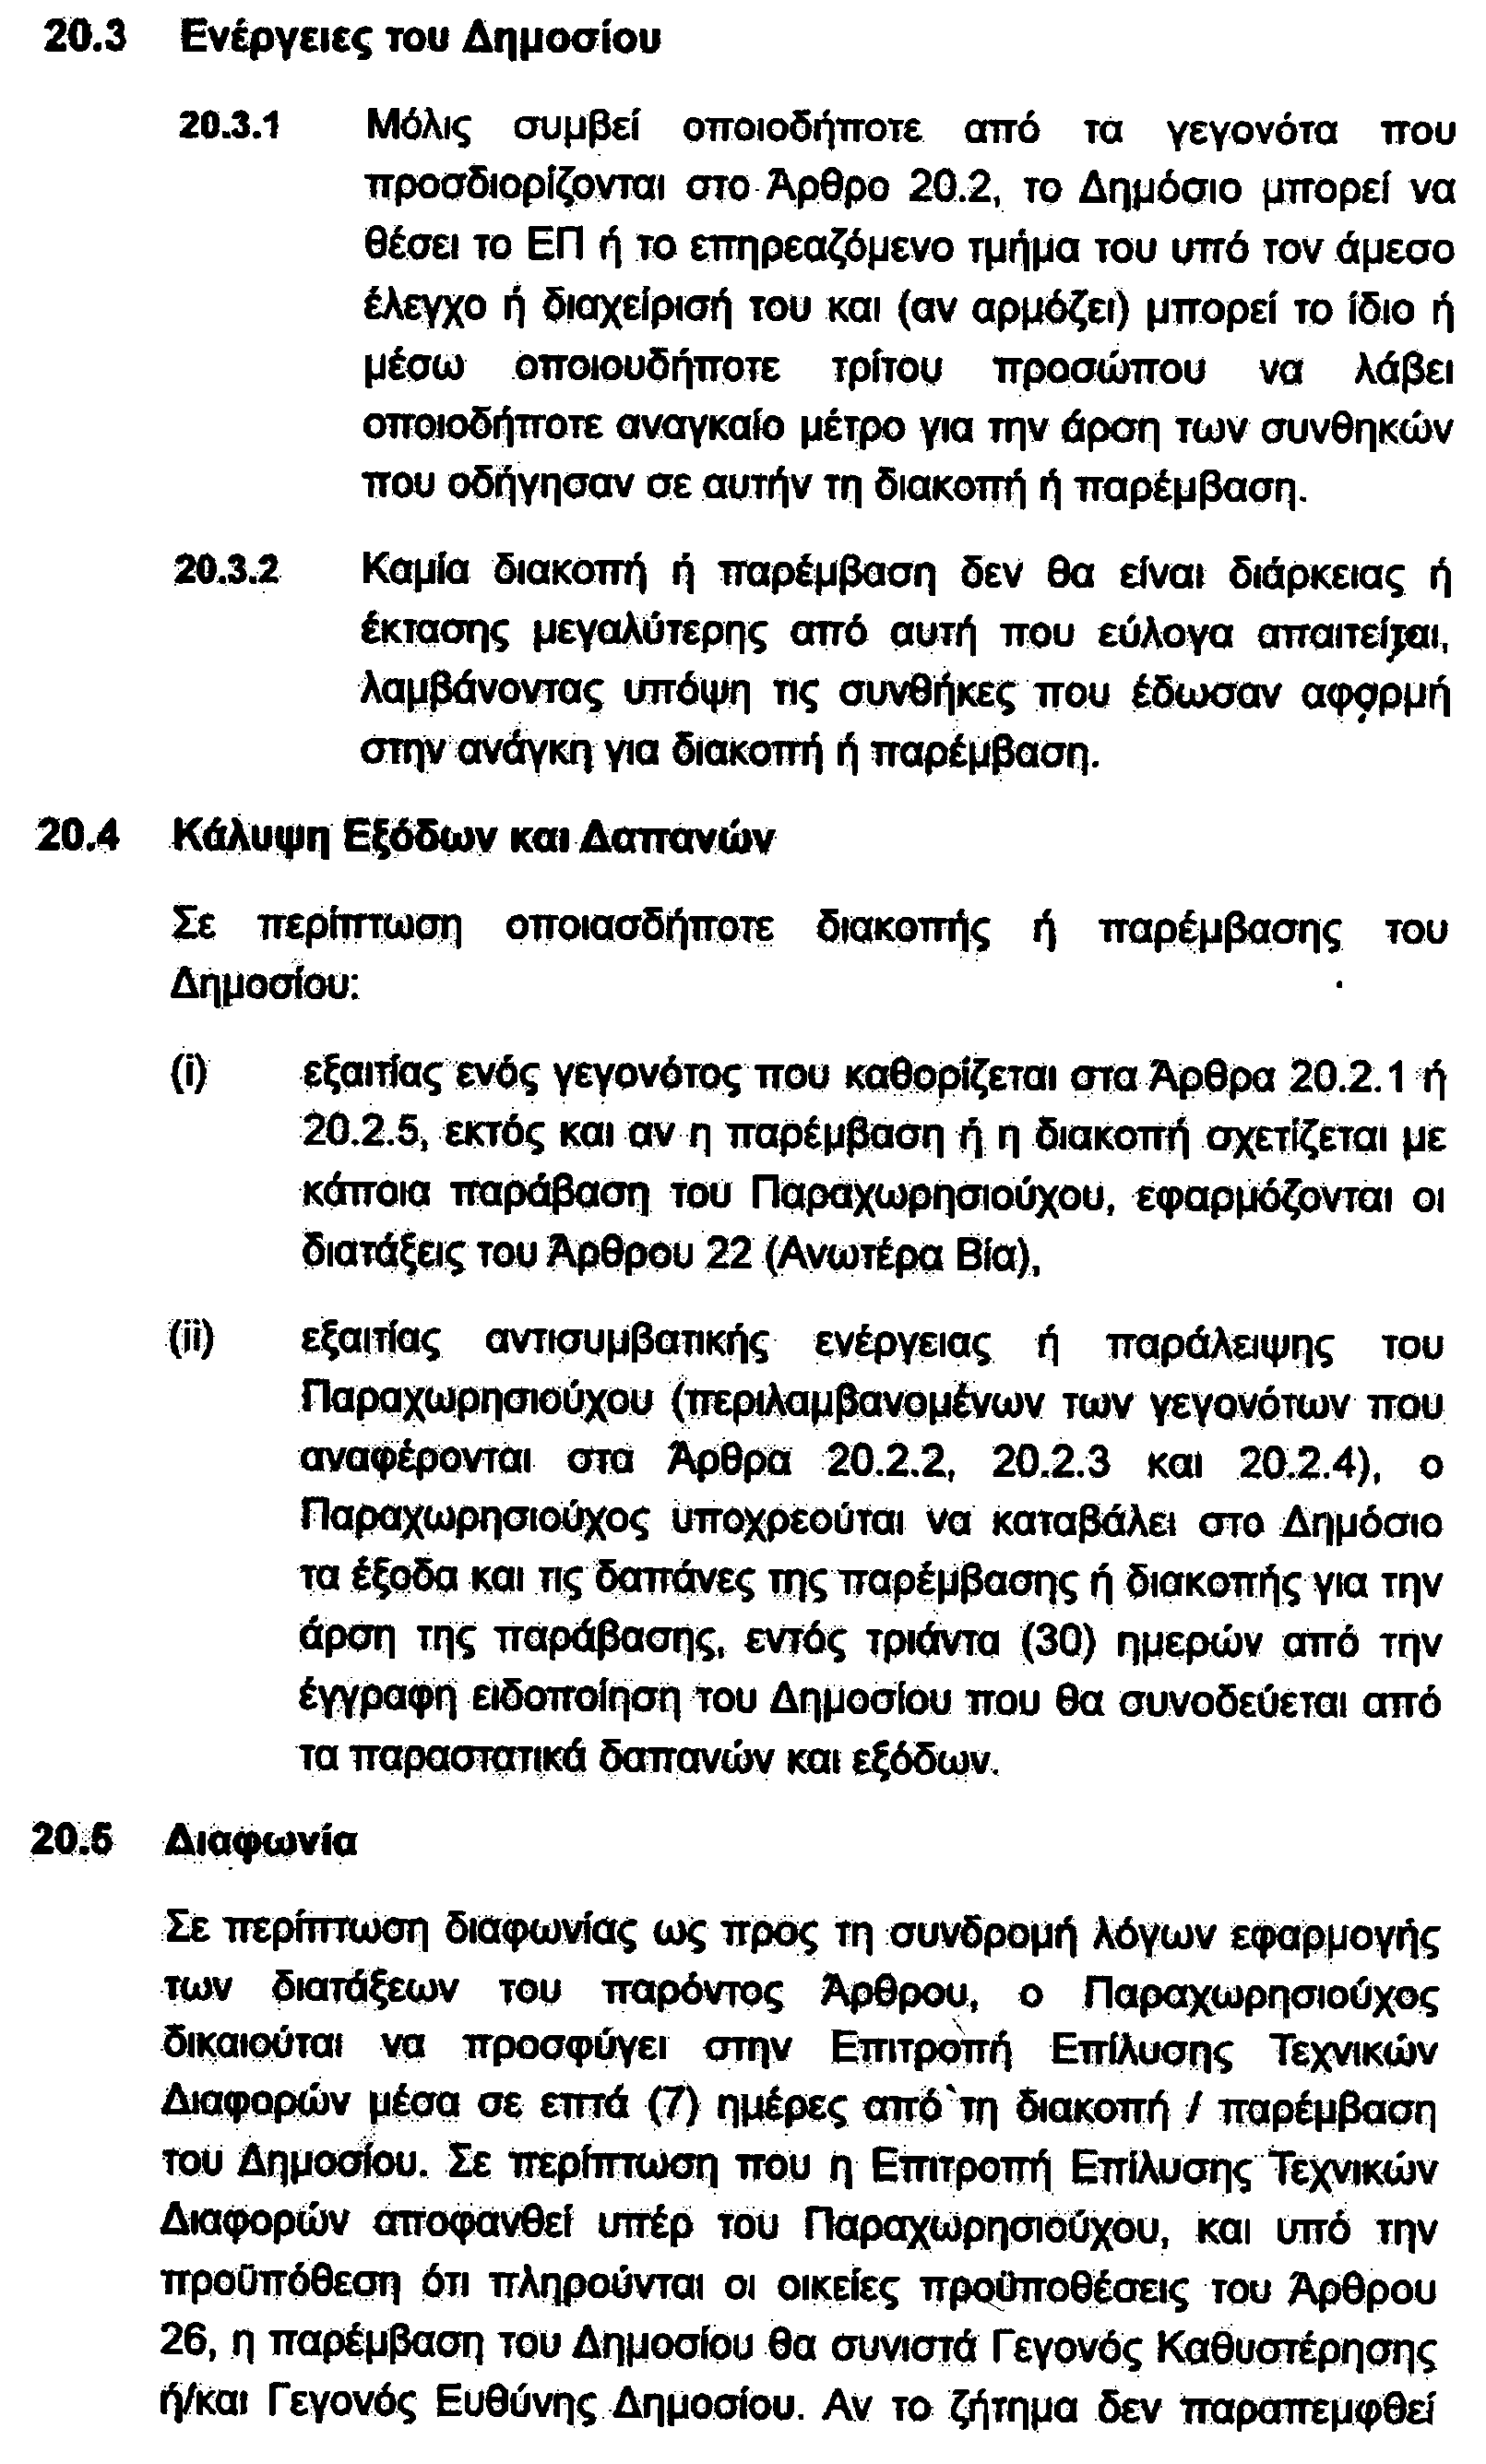 20.3 Ενέργειες του Δημοσίου
20.3.1 Μόλις συμβεί οποιοδήποτε από τα γεγονότα που
προσδιορίζονται στο Άρθρο 20.2, το Δημόσιο μπορεί να
θέσει το ΕΠ ή το επηρεαζόμενο τμήμα του υπό τον άμεσο
έλεγχο ή διαχείρισή του και (αν αρμόζει) μπορεί το ίδιο ή
μέσω οποιουδήποτε τρίτου προσώπου να λάβει
οποιοδήποτε αναγκαίο μέτρο για την άρση των συνθηκών
που οδήγησαν σε αυτήν τη διακοπή ή παρέμβαση.
20.3.2 Καμία διακοπή ή παρέμβαση δεν θα είναι διάρκειας ή
έκτασης μεγαλύτερης από αυτή που εύλογα απαιτείται,
λαμβάνοντας υπόψη τις συνθήκες που έδωσαν αφορμή
στην ανάγκη για διακοπή ή παρέμβαση.
20.4 Κάλυψη Εξόδων και Δαπανών
Σε περίπτωση οποιασδήποτε διακοπής ή παρέμβασης του
Δημοσίου:
(i) εξαιτίας ενός γεγονότος που καθορίζεται στα Άρθρα 20.2.1 ή
20.2.5, εκτός και αν η παρέμβαση ή η διακοπή σχετίζεται με
κάποια παράβαση του Παραχωρησιούχου, εφαρμόζονται οι
διατάξεις του Άρθρου 22 (Ανωτέρα Βία),
(ii) εξαιτίας αντισυμβατικής ενέργειας ή παράλειψης του
Παραχωρησιούχου (περιλαμβανομένων των γεγονότων που
αναφέρονται στα Άρθρα 20.2.2, 20.2.3 και 20.2.4), ο
Παραχωρησιούχος υποχρεούται να καταβάλει στο Δημόσιο
τα έξοδα και τις δαπάνες της παρέμβασης ή διακοπής για την
άρση της παράβασης, εντός τριάντα (30) ημερών από την
έγγραφη ειδοποίηση του Δημοσίου που θα συνοδεύεται από
τα παραστατικά δαπανών και εξόδων.
20.5 Διαφωνία
Σε περίπτωση διαφωνίας ως προς τη συνδρομή λόγων εφαρμογής
των διατάξεων του παρόντος Άρθρου, ο Παραχωρησιούχος
δικαιούται να προσφύγει στην Επιτροπή Επίλυσης Τεχνικών
Διαφορών μέσα σε επτά (7) ημέρες από τη διακοπή / παρέμβαση
του Δημοσίου. Σε περίπτωση που η Επιτροπή Επίλυσης Τεχνικών
Διαφορών αποφανθεί υπέρ του Παραχωρησιούχου, και υπό την
προϋπόθεση ότι πληρούνται οι οικείες προϋποθέσεις του Άρθρου
26, η παρέμβαση του Δημοσίου θα συνιστά Γεγονός Καθυστέρησης
ή/και Γεγονός Ευθύνης Δημοσίου. Αν το ζήτημα δεν παραπεμφθεί